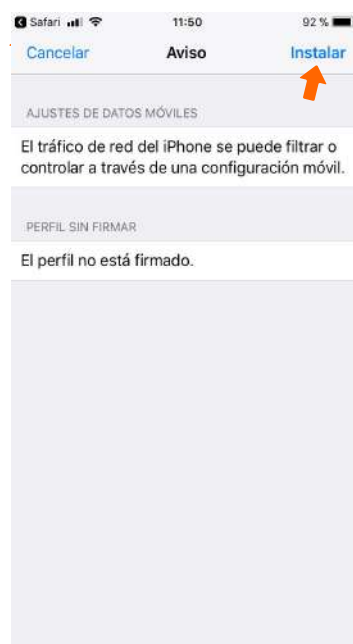 Safari 11:50 92 %
Cancelar Aviso Instalar
AJUSTES DE DATOS MÓVILES
El tráfico de red del iPhone se puede filtrar o
controlar a través de una configuración móvil.
PERFIL SIN FIRMAR
El perfil no está firmado.